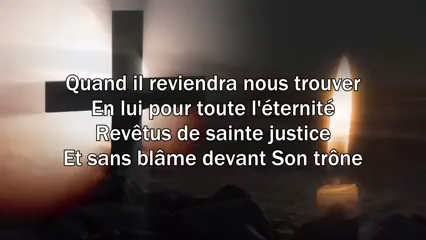 Quand il reviendra nous trouver
En lui pour toute l'éternité
Revêtus de sainte justice
Et sans blâme devant Son trône